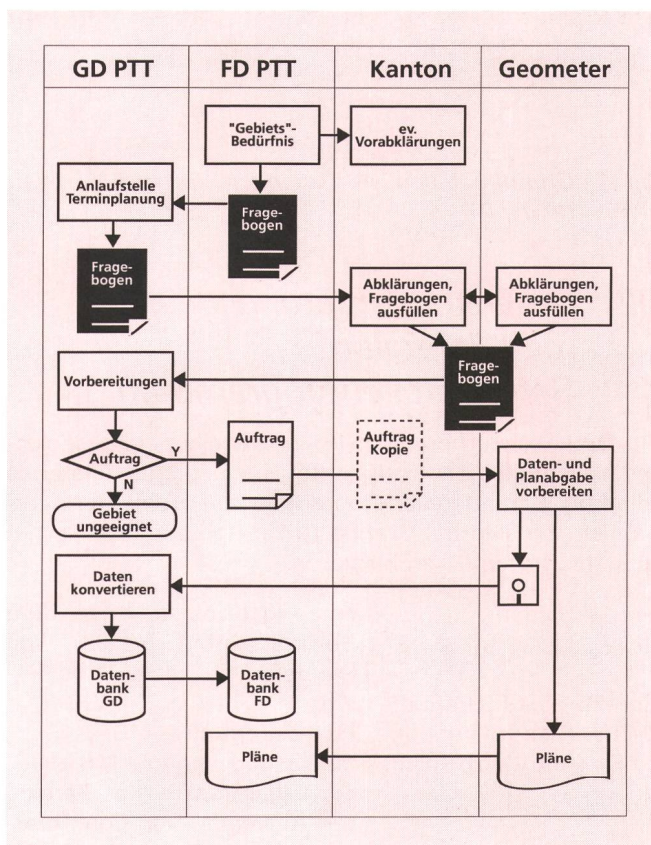 GD PTT
FD PTT
Kanton
Geometer
"Gebiets"-
Bedürfnis
ev.
Vorabklärungen
Anlaufstelle
Terminplanung
Frage-
bogen
Frage-
bogen
Abklärungen,
Fragebogen
ausfüllen
Abklärungen,
Fragebogen
ausfüllen
Frage-
bogen
Vorbereitungen
Auftrag
Y
N
Auftrag
Auftrag
Kopie
Daten- und
Planabgabe
vorbereiten
Gebiet
ungeeignet
Daten
konvertieren
Daten-
bank
GD
Daten-
bank
FD
Pläne
Pläne